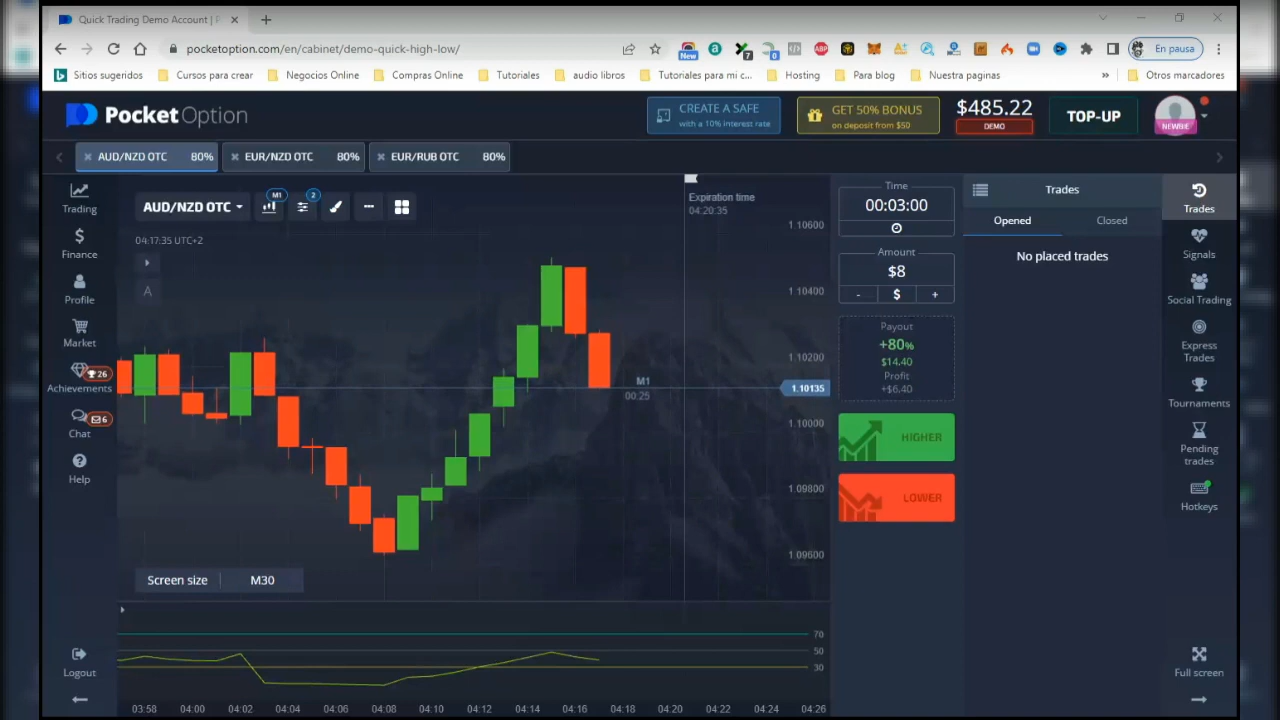 Quick Trading Demo Account | P
pocketoption.com/en/cabinet/demo-quick-high-low/
New
a
7
0
ABP
En pausa
Sitios sugeridos
Cursos para crear
Negocios Online
Compras Online
Tutoriales
audio libros
Tutoriales para mi c...
Hosting
Para blog
Nuestra paginas
»
Otros marcadores
PocketOption
CREATE A SAFE
with a 10% interest rate
GET 50% BONUS
on deposit from $50
$485.22
DEMO
TOP-UP
NEWBIE
AUD/NZD OTC 80%
EUR/NZD OTC 80%
EUR/RUB OTC 80%
Trading
Finance
Profile
Market
26
Achievements
6
Chat
Help
Logout
AUD/NZD OTC
M1
2
04:17:35 UTC+2
A
Expiration time
04:20:35
1.10600
1.10400
1.10200
1.10135
1.10000
1.09800
1.09600
M1
00:25
Screen size M30
70
50
30
03:58 04:00 04:02 04:04 04:06 04:08 04:10 04:12 04:14 04:16 04:18 04:20 04:22 04:24 04:26
Time
00:03:00
Amount
$8
- $ +
Payout
+80%
$14.40
Profit
+$6.40
HIGHER
LOWER
Trades
Opened Closed
No placed trades
Trades
Signals
Social Trading
Express
Trades
Tournaments
Pending
trades
Hotkeys
Full screen